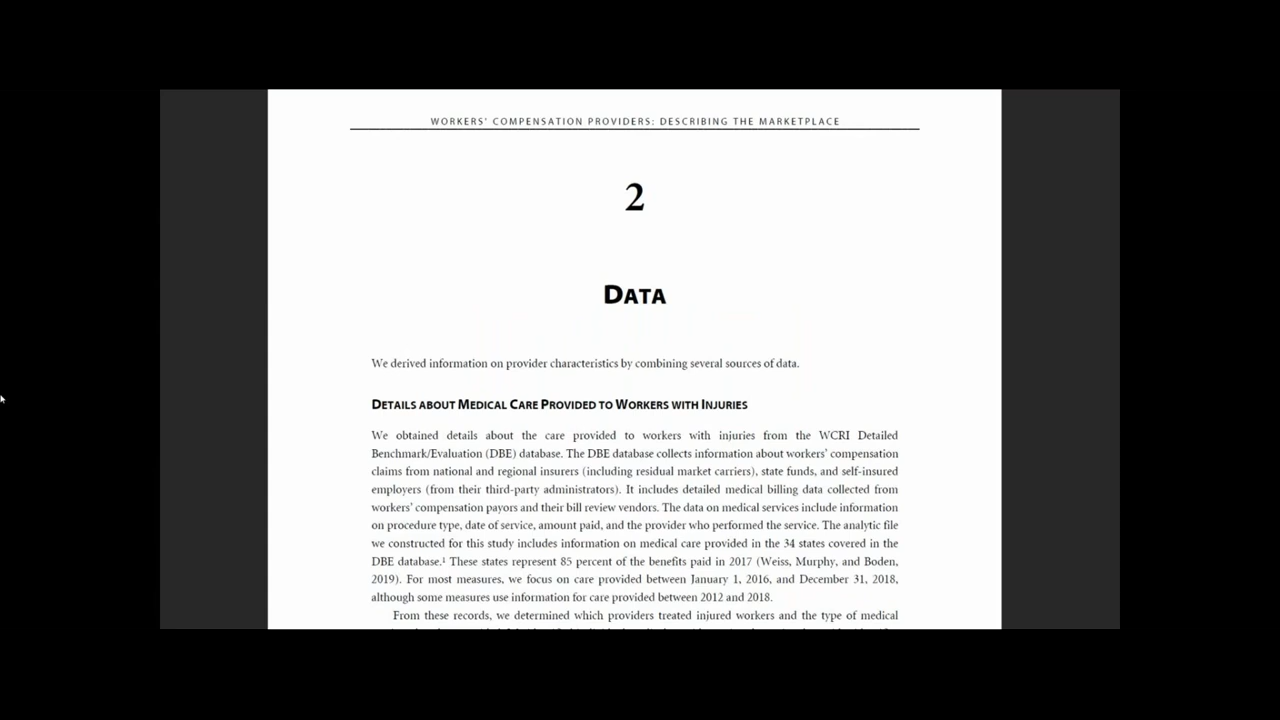 WORKERS' COMPENSATION PROVIDERS: DESCRIBING THE MARKETPLACE
2
DATA
We derived information on provider characteristics by combining several sources of data.
DETAILS ABOUT MEDICAL CARE PROVIDED TO WORKERS WITH INJURIES
We obtained details about the care provided to workers with injuries from the WCRI Detailed
Benchmark/Evaluation (DBE) database. The DBE database collects information about workers' compensation
claims from national and regional insurers (including residual market carriers), state funds, and self-insured
employers (from their third-party administrators). It includes detailed medical billing data collected from
workers' compensation payors and their bill review vendors. The data on medical services include information
on procedure type, date of service, amount paid, and the provider who performed the service. The analytic file
we constructed for this study includes information on medical care provided in the 34 states covered in the
DBE database.¹ These states represent 85 percent of the benefits paid in 2017 (Weiss, Murphy, and Boden,
2019). For most measures, we focus on care provided between January 1, 2016, and December 31, 2018,
although some measures use information for care provided between 2012 and 2018.
From these records, we determined which providers treated injured workers and the type of medical